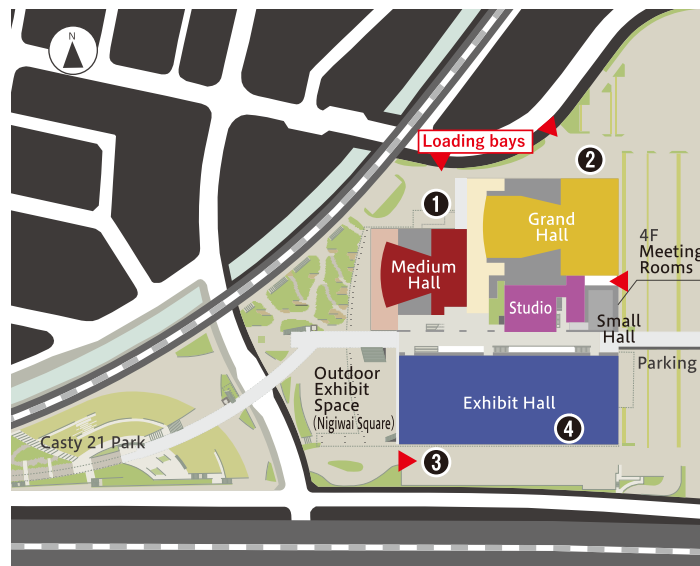 N
Loading bays
2
1
Grand
Hall
4F
Meeting
Rooms
Medium
Hall
Studio
Small
Hall
Parking
Outdoor
Exhibit
Space
(Nigiwai Square)
Exhibit Hall
4
Casty 21 Park
3